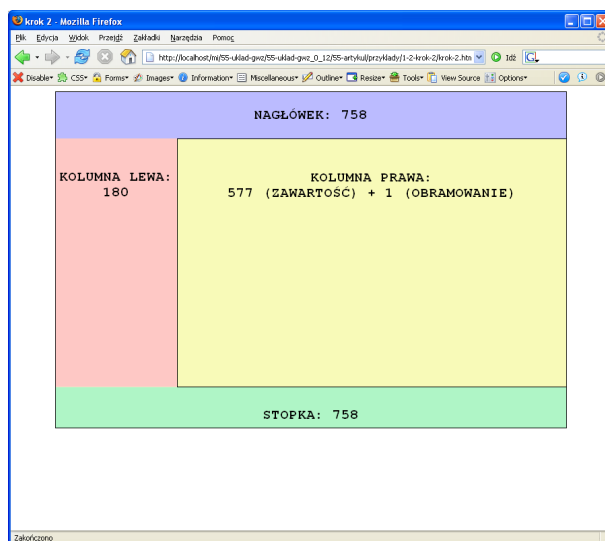 krok 2 - Mozilla Firefox
Plik Edycja Widok Przejdź Zakładki Narzędzia Pomoc
http://localhost/mi/55-uklad-gwz/55-uklad-gwz_0_12/55-artykul/przyklady/1-2-krok-2/krok-2.htm Idź G
Disable CSS Forms Images Information Miscellaneous Outline Resize Tools View Source Options
NAGŁÓWEK: 758
KOLUMNA LEWA:
180
KOLUMNA PRAWA:
577 (ZAWARTOŚĆ) + 1 (OBRAMOWANIE)
STOPKA: 758
Zakończono